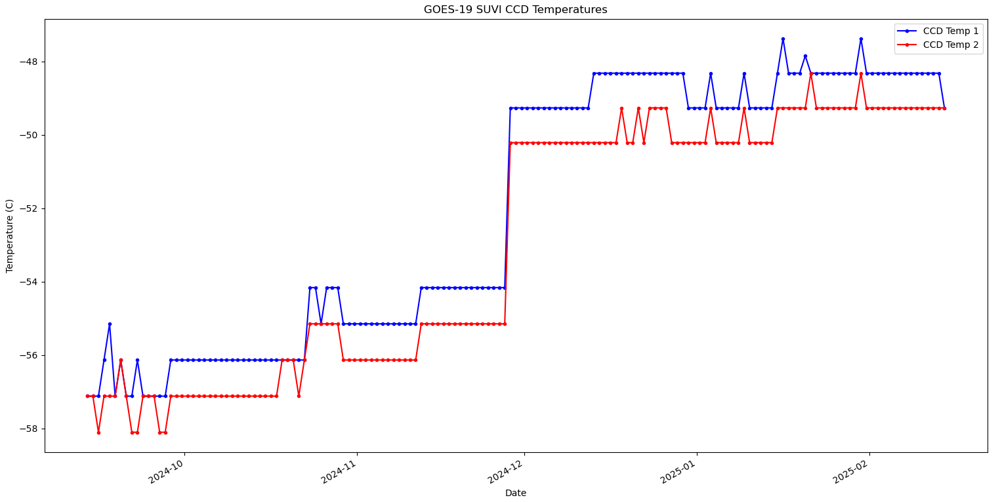 GOES-19 SUVI CCD Temperatures
CCD Temp 1
CCD Temp 2
Temperature (C)
−48
−50
−52
−54
−56
−58
2024-10
2024-11
2024-12
2025-01
2025-02
Date